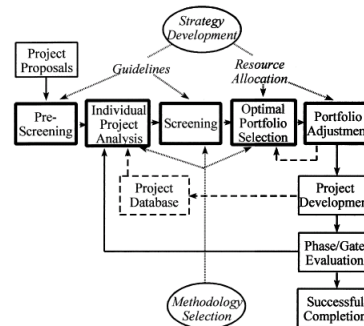 Strategy
Development
Project
Proposals
Guidelines
Resource
Allocation
Pre-
Screening
Individual
Project
Analysis
Screening
Optimal
Portfolio
Selection
Portfolio
Adjustment
Project
Database
Project
Development
Phase/Gate
Evaluation
Methodology
Selection
Successful
Completion